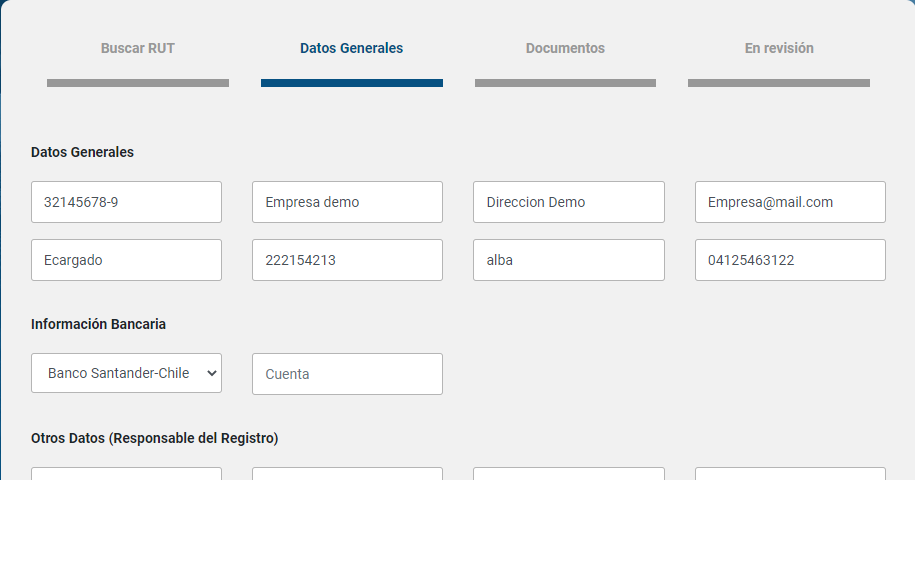 Buscar RUT Datos Generales Documentos En revisión
Datos Generales
32145678-9 Empresa demo Direccion Demo Empresa@mail.com
Ecargado 222154213 alba 04125463122
Información Bancaria
Banco Santander-Chile Cuenta
Otros Datos (Responsable del Registro)